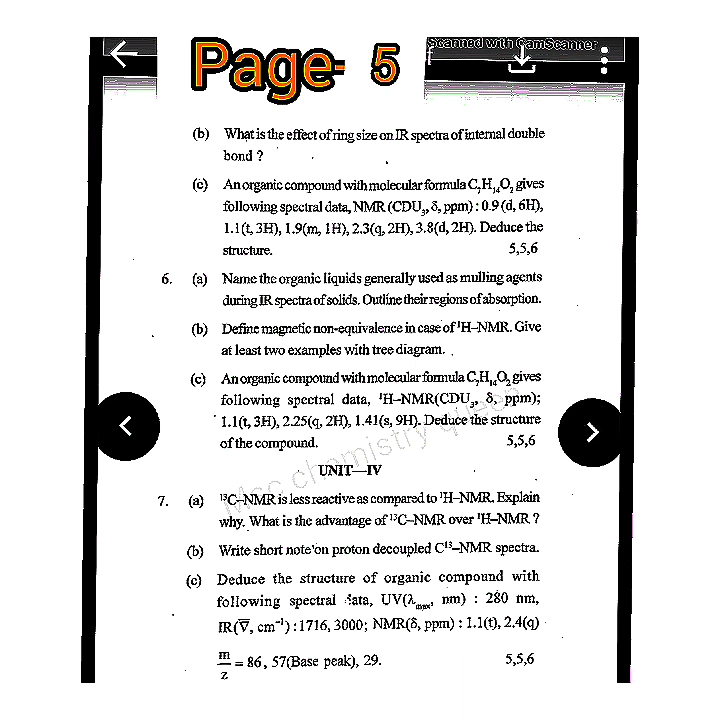 Scanned with CamScanner
Page- 5
(b) What is the effect of ring size on IR spectra of internal double
bond ?
(c) An organic compound with molecular formula C₇H₁₄O₂ gives
following spectral data, NMR (CDU₃, δ, ppm) : 0.9 (d, 6H),
1.1(t, 3H), 1.9(m, 1H), 2.3(q, 2H), 3.8(d, 2H). Deduce the
structure. 5,5,6
6. (a) Name the organic liquids generally used as mulling agents
during IR spectra of solids. Outline their regions of absorption.
(b) Define magnetic non-equivalence in case of ¹H–NMR. Give
at least two examples with tree diagram.
(c) An organic compound with molecular formula C₇H₁₄O₂ gives
following spectral data, ¹H–NMR(CDU₃, δ, ppm);
1.1(t, 3H), 2.25(q, 2H), 1.41(s, 9H). Deduce the structure
of the compound. 5,5,6
Msc chemistry queen
UNIT—IV
7. (a) ¹³C–NMR is less reactive as compared to ¹H–NMR. Explain
why. What is the advantage of ¹³C–NMR over ¹H–NMR ?
(b) Write short note on proton decoupled C¹³–NMR spectra.
(c) Deduce the structure of organic compound with
following spectral data, UV(λmax, nm) : 280 nm,
IR(ν̅, cm⁻¹) : 1716, 3000; NMR(δ, ppm) : 1.1(t), 2.4(q)
m/z = 86, 57(Base peak), 29. 5,5,6